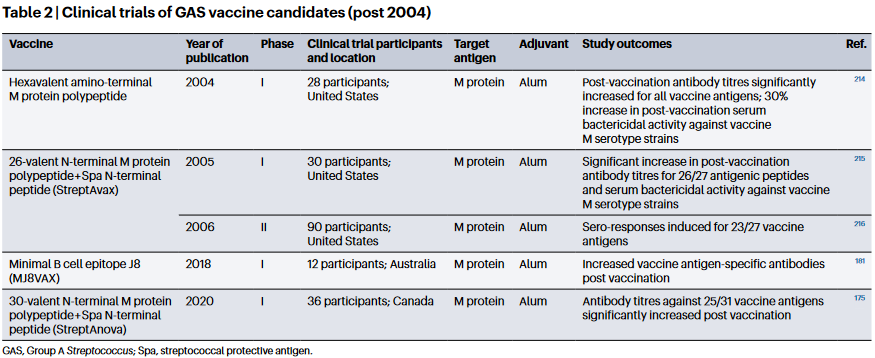 Table 2 | Clinical trials of GAS vaccine candidates (post 2004)
Vaccine Year of publication Phase Clinical trial participants and location Target antigen Adjuvant Study outcomes Ref.
Hexavalent amino-terminal M protein polypeptide 2004 I 28 participants; United States M protein Alum Post-vaccination antibody titres significantly increased for all vaccine antigens; 30% increase in post-vaccination serum bactericidal activity against vaccine M serotype strains 214
26-valent N-terminal M protein polypeptide+Spa N-terminal peptide (StreptAvax) 2005 I 30 participants; United States M protein Alum Significant increase in post-vaccination antibody titres for 26/27 antigenic peptides and serum bactericidal activity against vaccine M serotype strains 215
2006 II 90 participants; United States M protein Alum Sero-responses induced for 23/27 vaccine antigens 216
Minimal B cell epitope J8 (MJ8VAX) 2018 I 12 participants; Australia M protein Alum Increased vaccine antigen-specific antibodies post vaccination 181
30-valent N-terminal M protein polypeptide+Spa N-terminal peptide (StreptAnova) 2020 I 36 participants; Canada M protein Alum Antibody titres against 25/31 vaccine antigens significantly increased post vaccination 175
GAS, Group A Streptococcus; Spa, streptococcal protective antigen.